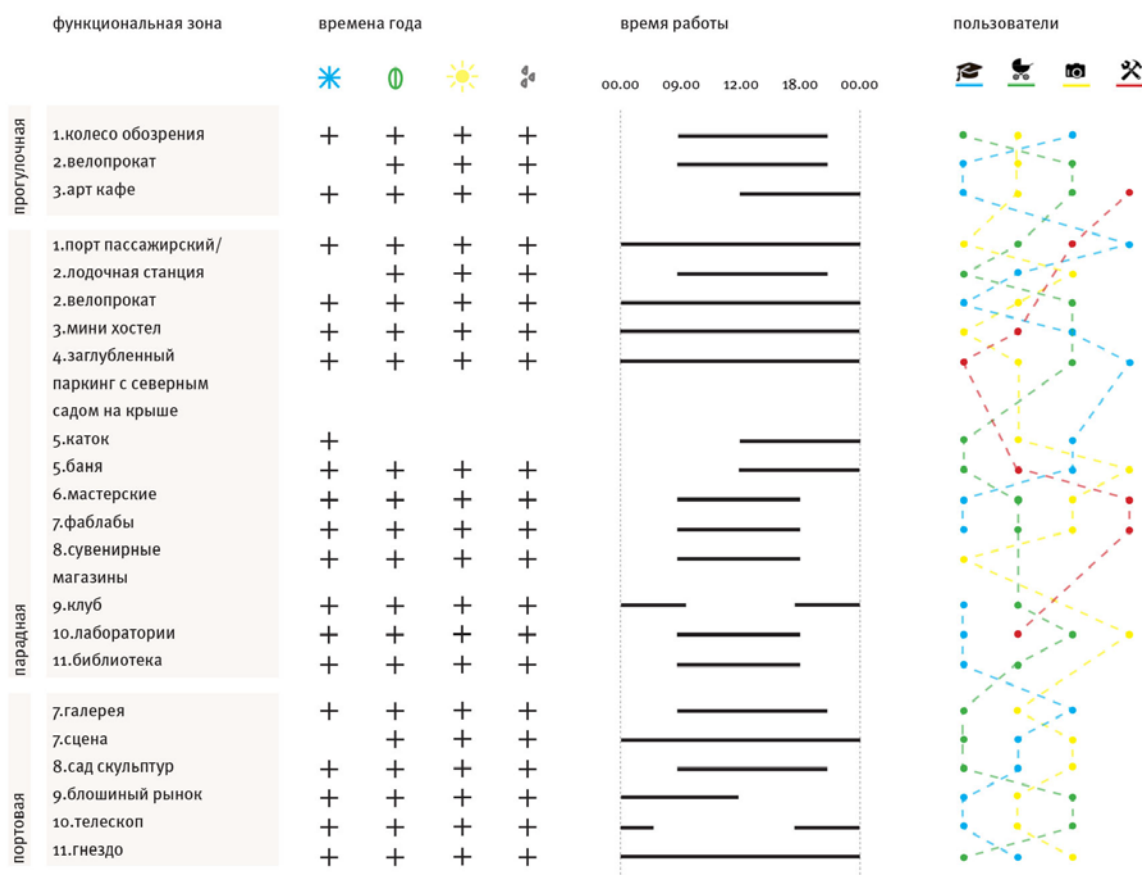 функциональная зона
времена года
время работы
пользователи
00.00 09.00 12.00 18.00 00.00
прогулочная
1.колесо обозрения
2.велопрокат
3.арт кафе
парадная
1.порт пассажирский/
2.лодочная станция
2.велопрокат
3.мини хостел
4.заглубленный
паркинг с северным
садом на крыше
5.каток
5.баня
6.мастерские
7.фаблабы
8.сувенирные
магазины
9.клуб
10.лаборатории
11.библиотека
портовая
7.галерея
7.сцена
8.сад скульптур
9.блошиный рынок
10.телескоп
11.гнездо